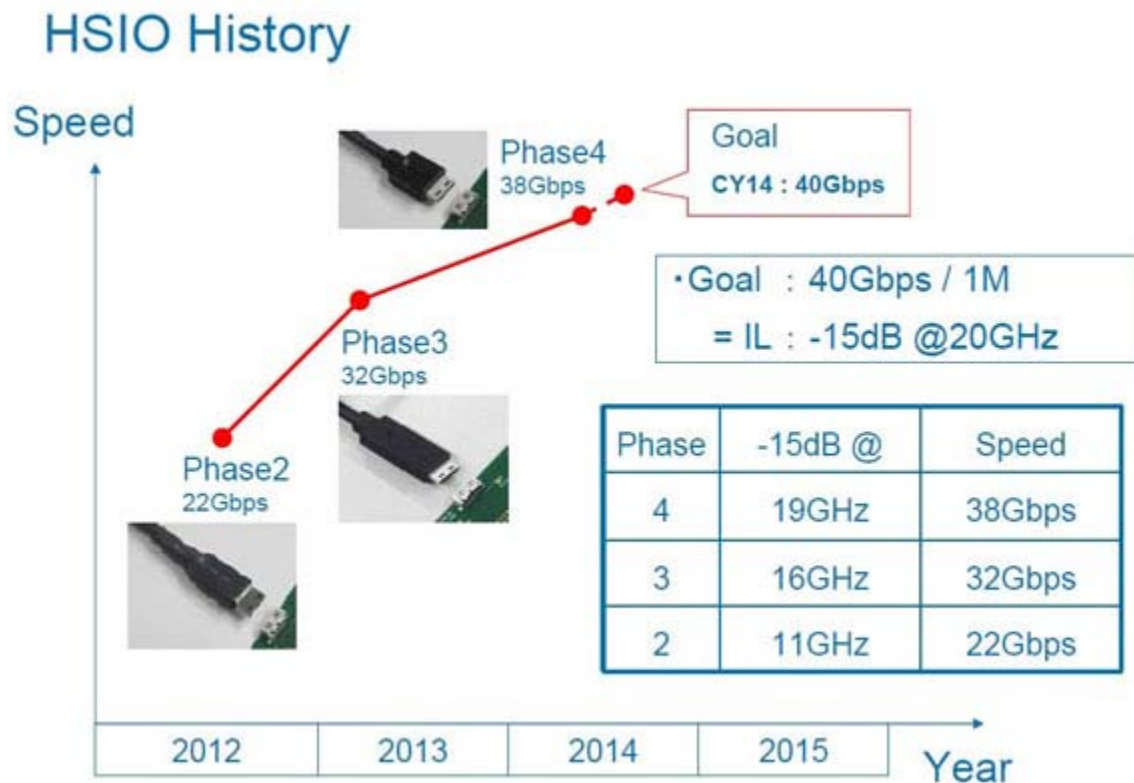 HSIO History
Speed
Phase4
38Gbps
Goal
CY14 : 40Gbps
・Goal : 40Gbps / 1M
= IL : -15dB @20GHz
Phase3
32Gbps
Phase2
22Gbps
Phase -15dB @ Speed
4 19GHz 38Gbps
3 16GHz 32Gbps
2 11GHz 22Gbps
2012 2013 2014 2015
Year